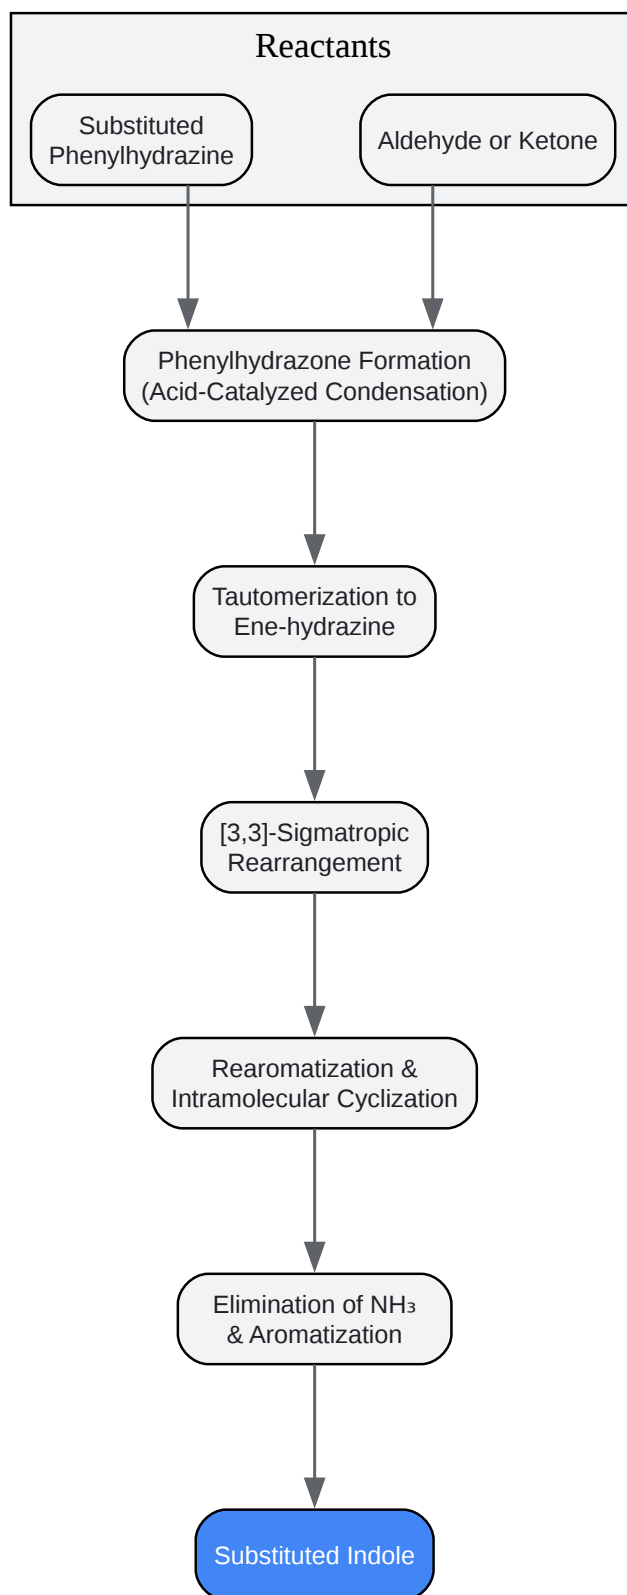 Reactants
Substituted
Phenylhydrazine
Aldehyde or Ketone
Phenylhydrazone Formation
(Acid-Catalyzed Condensation)
Tautomerization to
Ene-hydrazine
[3,3]-Sigmatropic
Rearrangement
Rearomatization &
Intramolecular Cyclization
Elimination of NH₃
& Aromatization
Substituted Indole